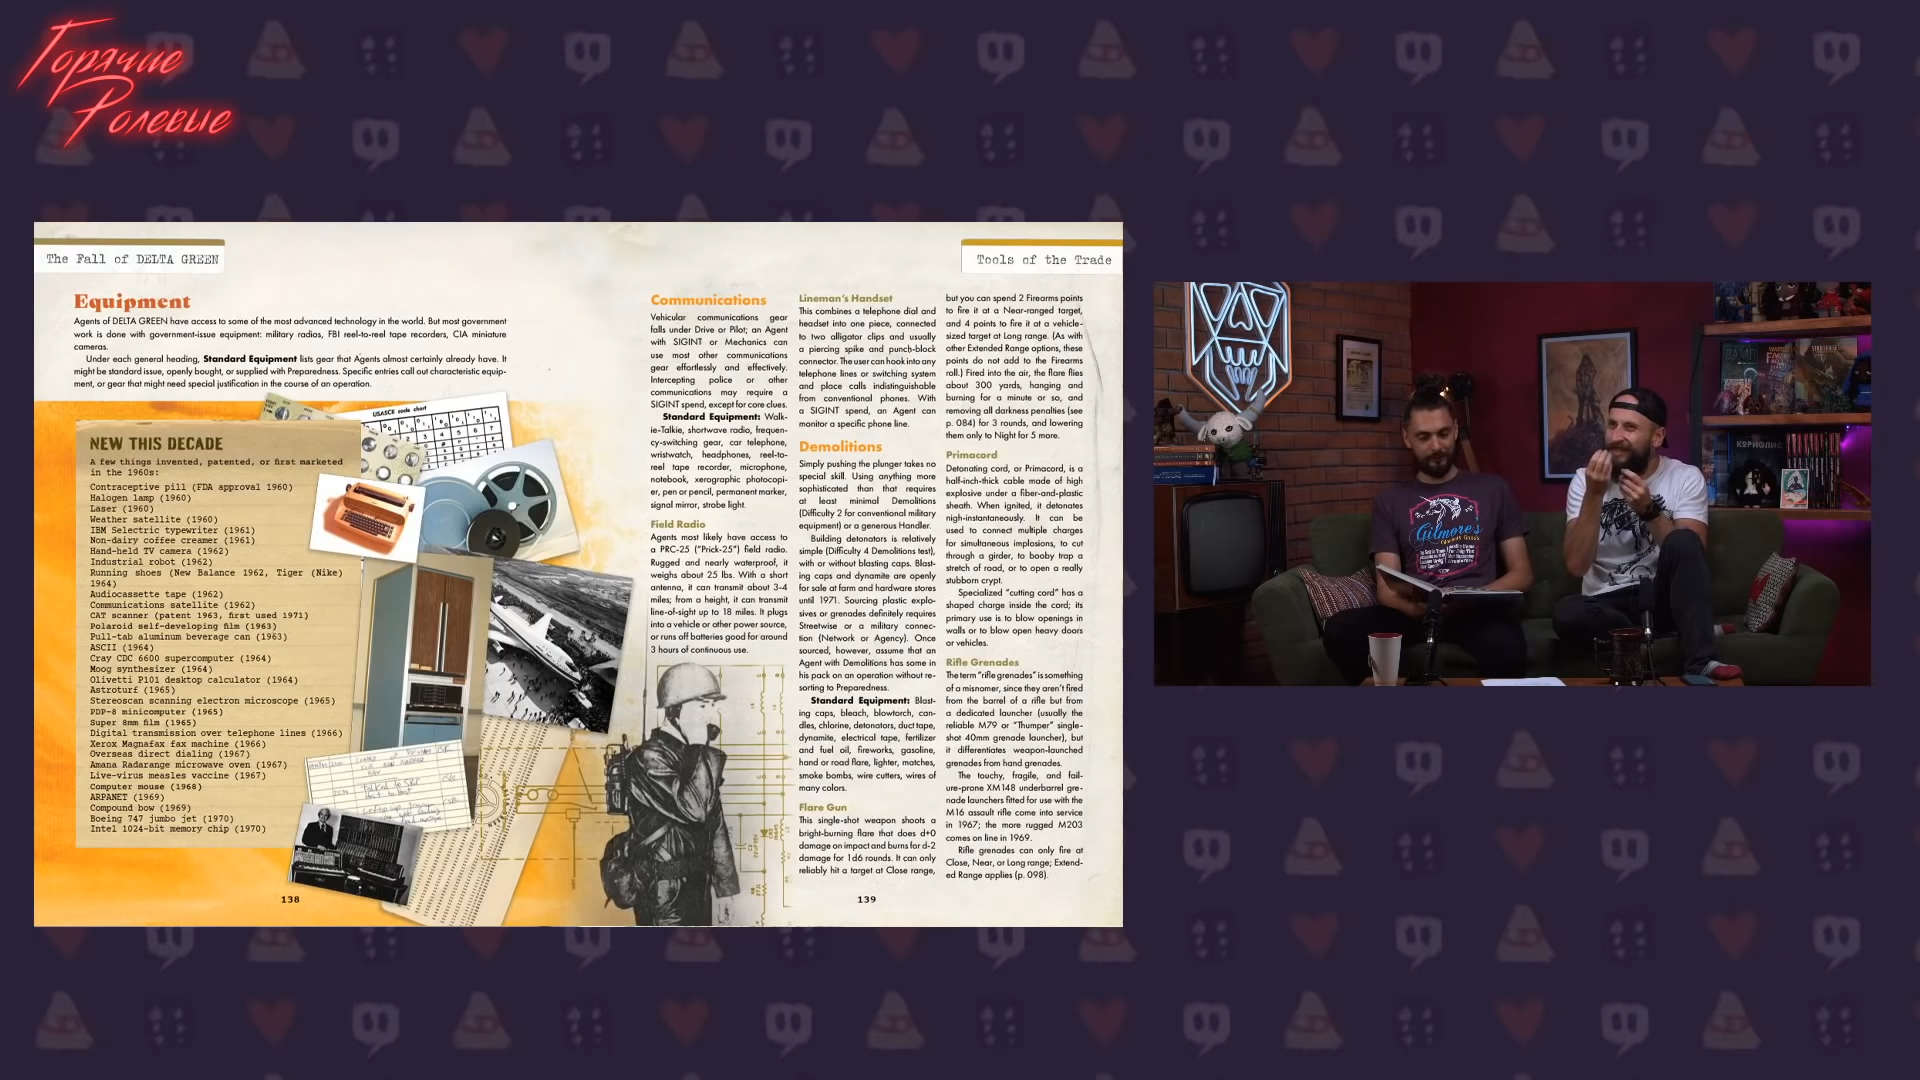 Горячие
Ролевые
The Fall of DELTA GREEN
Equipment
Agents of DELTA GREEN have access to some of the most advanced technology in the world. But most government
work is done with government-issue equipment: military radios, FBI reel-to-reel tape recorders, CIA miniature
cameras.
Under each general heading, Standard Equipment lists gear that Agents almost certainly already have. It
might be standard issue, openly bought, or supplied with Preparedness. Specific entries call out characteristic equip-
ment, or gear that might need special justification in the course of an operation.
USASCII code chart
NEW THIS DECADE
A few things invented, patented, or first marketed
in the 1960s:
Contraceptive pill (FDA approval 1960)
Halogen lamp (1960)
Laser (1960)
Weather satellite (1960)
IBM Selectric typewriter (1961)
Non-dairy coffee creamer (1961)
Hand-held TV camera (1962)
Industrial robot (1962)
Running shoes (New Balance 1962, Tiger (Nike)
1964)
Audiocassette tape (1962)
Communications satellite (1962)
CAT scanner (patent 1963, first used 1971)
Polaroid self-developing film (1963)
Pull-tab aluminum beverage can (1963)
ASCII (1964)
Cray CDC 6600 supercomputer (1964)
Moog synthesizer (1964)
Olivetti P101 desktop calculator (1964)
Astroturf (1965)
Stereoscan scanning electron microscope (1965)
PDP-8 minicomputer (1965)
Super 8mm film (1965)
Digital transmission over telephone lines (1966)
Xerox Magnafax fax machine (1966)
Overseas direct dialing (1967)
Amana Radarange microwave oven (1967)
Live-virus measles vaccine (1967)
Computer mouse (1968)
ARPANET (1969)
Compound bow (1969)
Boeing 747 jumbo jet (1970)
Intel 1024-bit memory chip (1970)
138
Tools of the Trade
Communications
Vehicular communications gear
falls under Drive or Pilot; an Agent
with SIGINT or Mechanics can
use most other communications
gear effortlessly and effectively.
Intercepting police or other
communications may require a
SIGINT spend, except for core clues.
Standard Equipment: Walk-
ie-Talkie, shortwave radio, frequen-
cy-switching gear, car telephone,
wristwatch, headphones, reel-to-
reel tape recorder, microphone,
notebook, xerographic photocopi-
er, pen or pencil, permanent marker,
signal mirror, strobe light.
Field Radio
Agents most likely have access to
a PRC-25 ("Prick-25") field radio.
Rugged and nearly waterproof, it
weighs about 25 lbs. With a short
antenna, it can transmit about 3-4
miles; from a height, it can transmit
line-of-sight up to 18 miles. It plugs
into a vehicle or other power source,
or runs off batteries good for around
3 hours of continuous use.
Lineman's Handset
This combines a telephone dial and
headset into one piece, connected
to two alligator clips and usually
a piercing spike and punch-block
connector. The user can hook into any
telephone lines or switching system
and place calls indistinguishable
from conventional phones. With
a SIGINT spend, an Agent can
monitor a specific phone line.
Demolitions
Simply pushing the plunger takes no
special skill. Using anything more
sophisticated than that requires
at least minimal Demolitions
(Difficulty 2 for conventional military
equipment) or a generous Handler.
Building detonators is relatively
simple (Difficulty 4 Demolitions test),
with or without blasting caps. Blast-
ing caps and dynamite are openly
for sale at farm and hardware stores
until 1971. Sourcing plastic explo-
sives or grenades definitely requires
Streetwise or a military connec-
tion (Network or Agency). Once
sourced, however, assume that an
Agent with Demolitions has some in
his pack on an operation without re-
sorting to Preparedness.
Standard Equipment: Blast-
ing caps, bleach, blowtorch, can-
dles, chlorine, detonators, duct tape,
dynamite, electrical tape, fertilizer
and fuel oil, fireworks, gasoline,
hand or road flare, lighter, matches,
smoke bombs, wire cutters, wires of
many colors.
Flare Gun
This single-shot weapon shoots a
bright-burning flare that does d+0
damage on impact and burns for d-2
damage for 1d6 rounds. It can only
reliably hit a target at Close range,
but you can spend 2 Firearms points
to fire it at a Near-ranged target,
and 4 points to fire it at a vehicle-
sized target at Long range. (As with
other Extended Range options, these
points do not add to the Firearms
roll.) Fired into the air, the flare flies
about 300 yards, hanging and
burning for a minute or so, and
removing all darkness penalties (see
p. 084) for 3 rounds, and lowering
them only to Night for 5 more.
Primacord
Detonating cord, or Primacord, is a
half-inch-thick cable made of high
explosive under a fiber-and-plastic
sheath. When ignited, it detonates
nigh-instantaneously. It can be
used to connect multiple charges
for simultaneous implosions, to cut
through a girder, to booby trap a
stretch of road, or to open a really
stubborn crypt.
Specialized "cutting cord" has a
shaped charge inside the cord; its
primary use is to blow openings in
walls or to blow open heavy doors
or vehicles.
Rifle Grenades
The term "rifle grenades" is something
of a misnomer, since they aren't fired
from the barrel of a rifle but from
a dedicated launcher (usually the
reliable M79 or "Thumper" single-
shot 40mm grenade launcher), but
it differentiates weapon-launched
grenades from hand grenades.
The touchy, fragile, and fail-
ure-prone XM148 underbarrel gre-
nade launchers fitted for use with the
M16 assault rifle come into service
in 1967; the more rugged M203
comes on line in 1969.
Rifle grenades can only fire at
Close, Near, or Long range; Extend-
ed Range applies (p. 098).
139
Gilmore's
КЕРИОЛИС